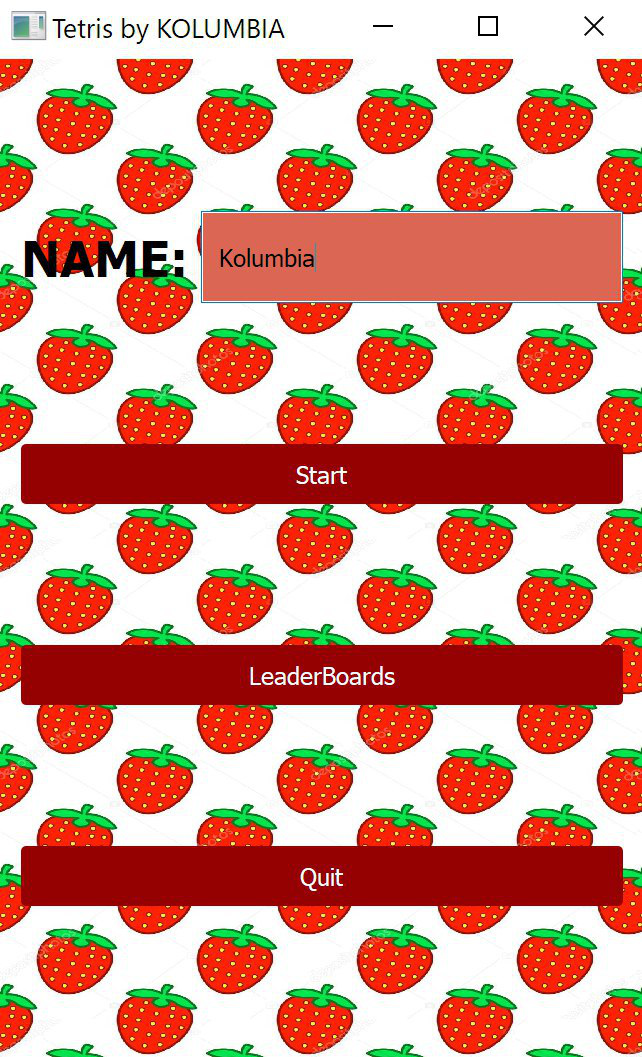 Tetris by KOLUMBIA
NAME:
Kolumbia
Start
LeaderBoards
Quit